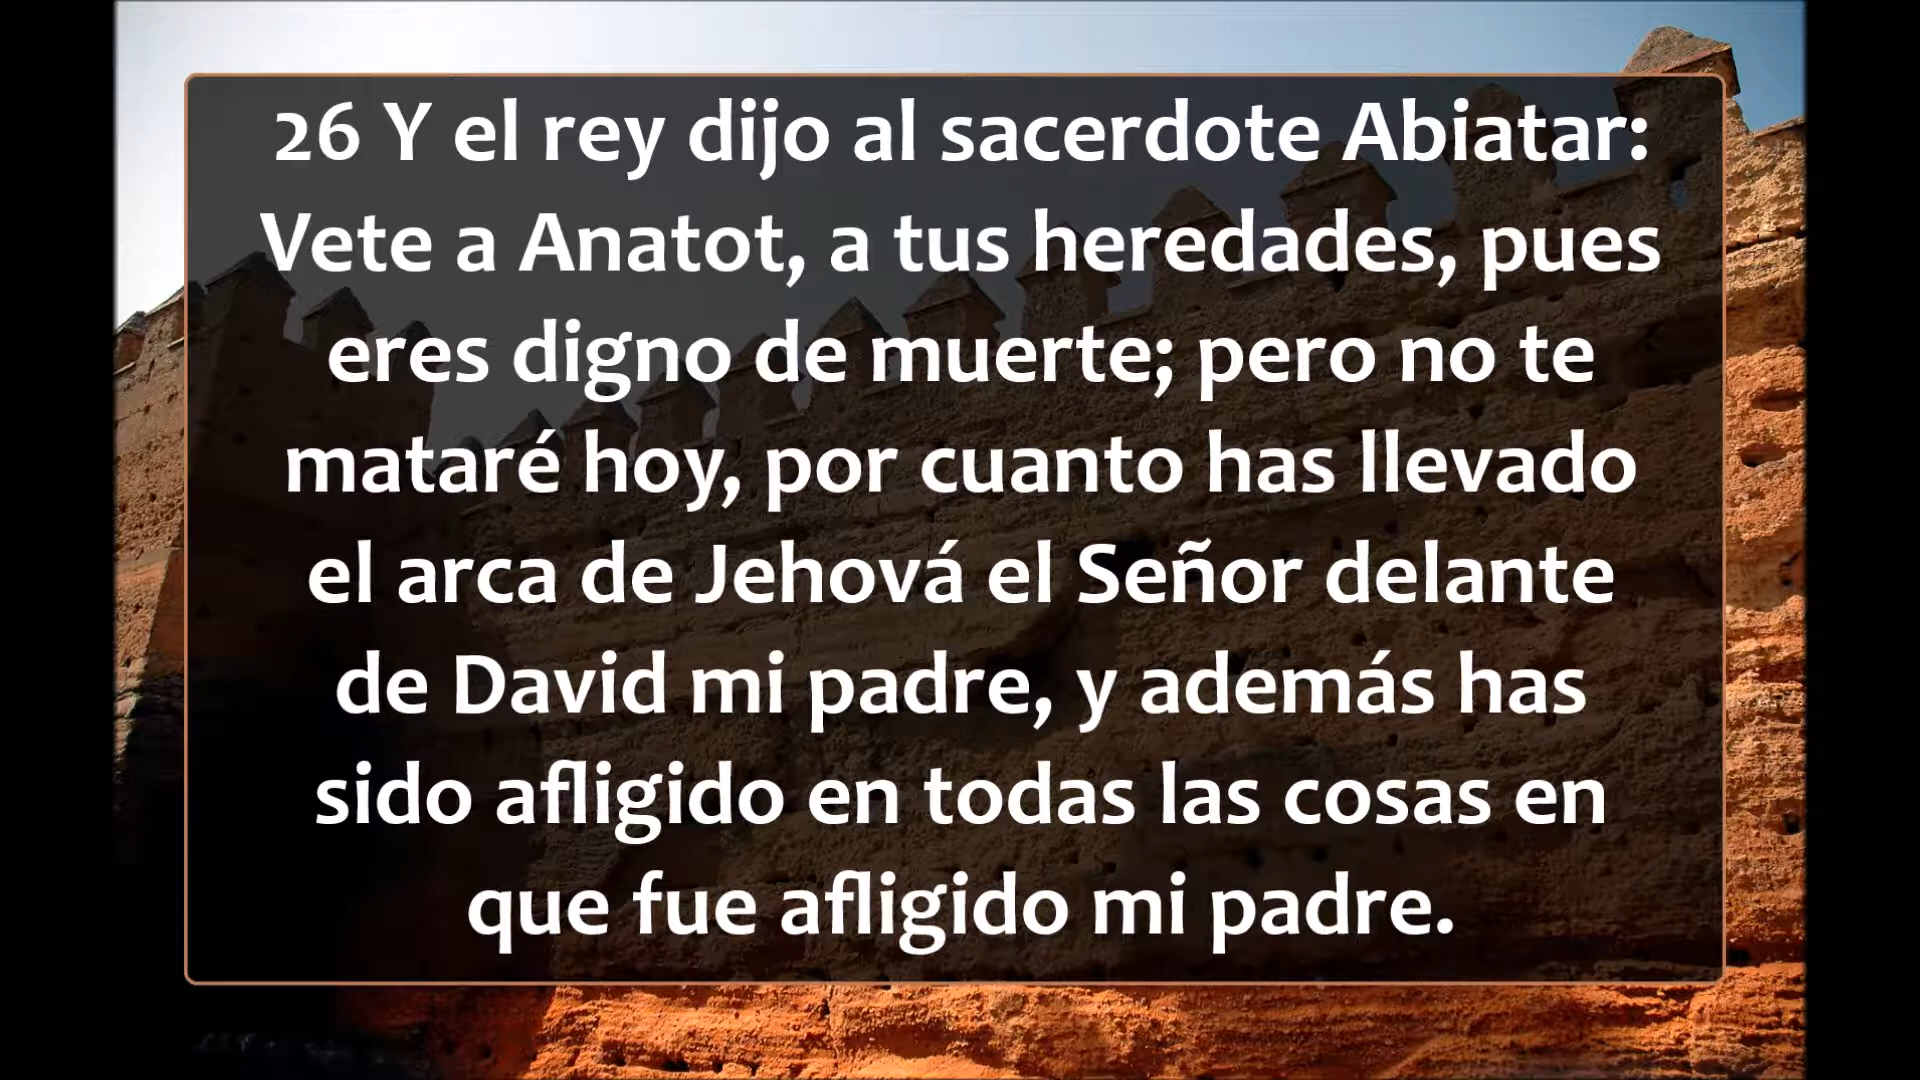 26 Y el rey dijo al sacerdote Abiatar:
Vete a Anatot, a tus heredades, pues
eres digno de muerte; pero no te
mataré hoy, por cuanto has llevado
el arca de Jehová el Señor delante
de David mi padre, y además has
sido afligido en todas las cosas en
que fue afligido mi padre.